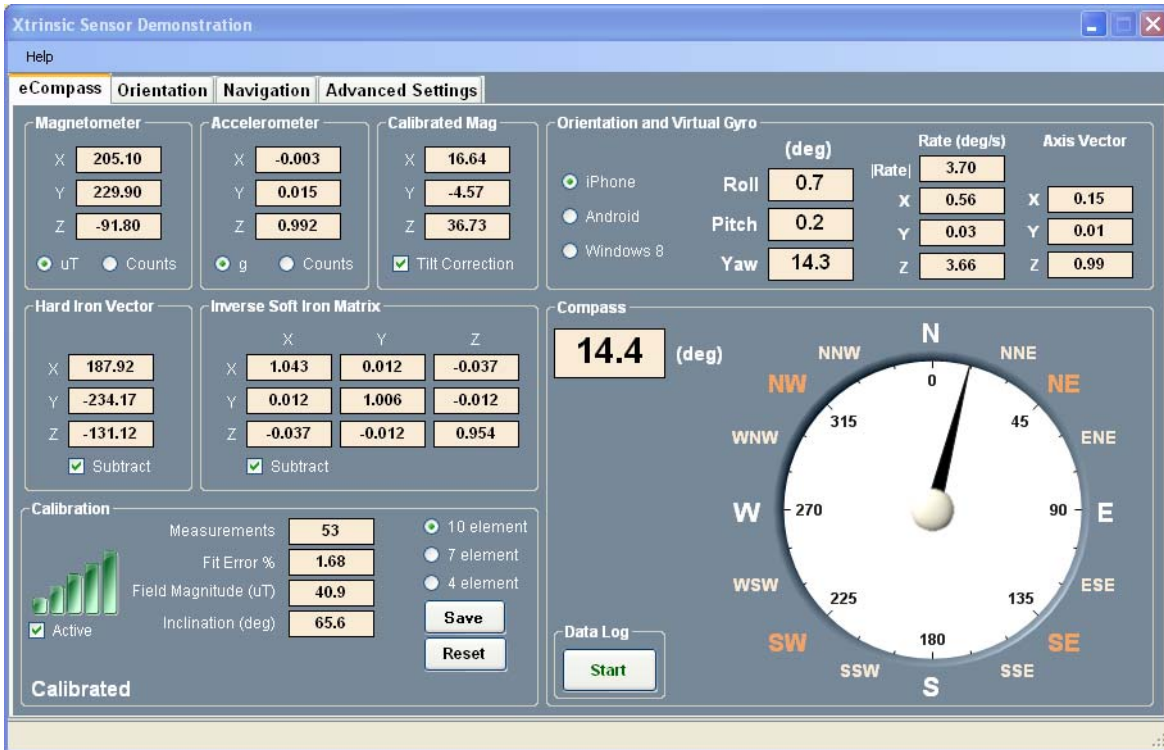 Xtrinsic Sensor Demonstration
Help
eCompass Orientation Navigation Advanced Settings
Magnetometer
X 205.10
Y 229.90
Z -91.80
uT Counts
Accelerometer
X -0.003
Y 0.015
Z 0.992
g Counts
Calibrated Mag
X 16.64
Y -4.57
Z 36.73
Tilt Correction
Orientation and Virtual Gyro
iPhone
Android
Windows 8
(deg)
Roll 0.7
Pitch 0.2
Yaw 14.3
Rate (deg/s)
|Rate| 3.70
X 0.56
Y 0.03
Z 3.66
Axis Vector
X 0.15
Y 0.01
Z 0.99
Hard Iron Vector
X 187.92
Y -234.17
Z -131.12
Subtract
Inverse Soft Iron Matrix
X Y Z
X 1.043 0.012 -0.037
Y 0.012 1.006 -0.012
Z -0.037 -0.012 0.954
Subtract
Calibration
Measurements 53
Fit Error % 1.68
Field Magnitude (uT) 40.9
Inclination (deg) 65.6
Active
10 element
7 element
4 element
Save
Reset
Calibrated
Compass
14.4 (deg)
N
NNW NNE
NW 0 NE
315 45
WNW ENE
W 270 90 E
WSW ESE
225 135
SW 180 SE
SSW SSE
S
Data Log
Start